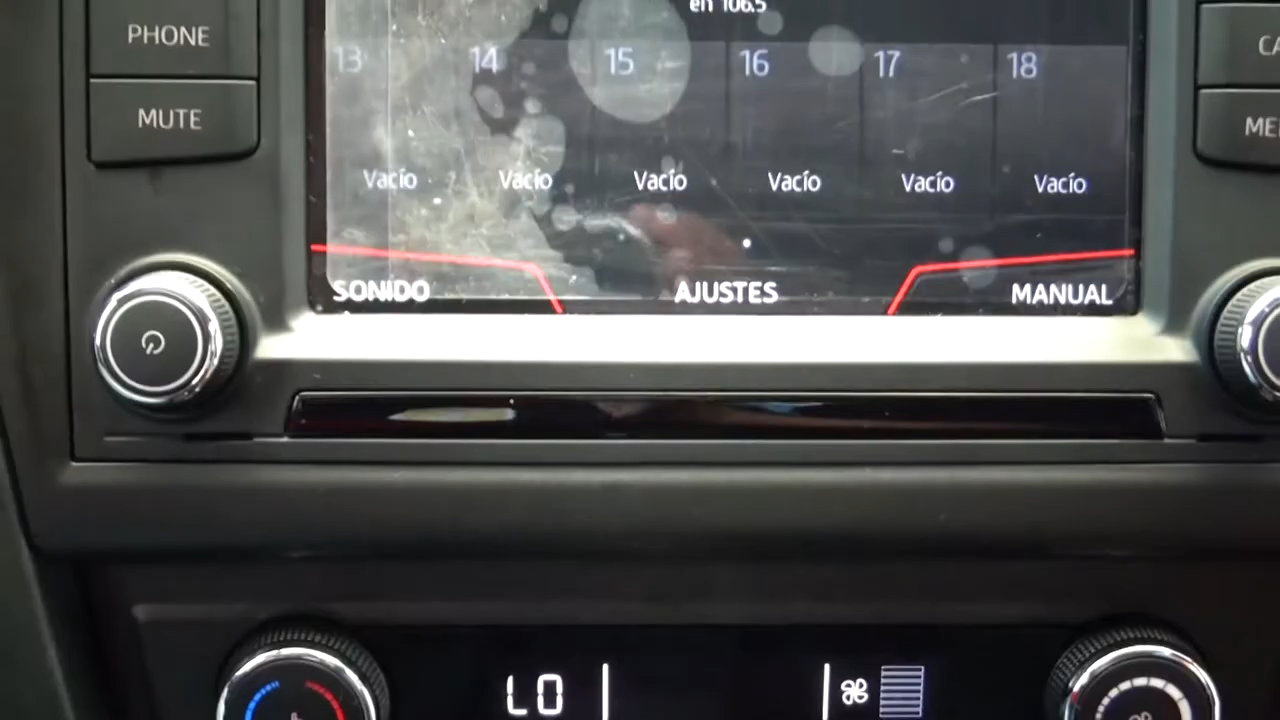 en 106.5
PHONE
MUTE
13 14 15 16 17 18
Vacío Vacío Vacío Vacío Vacío Vacío
SONIDO AJUSTES MANUAL
LO